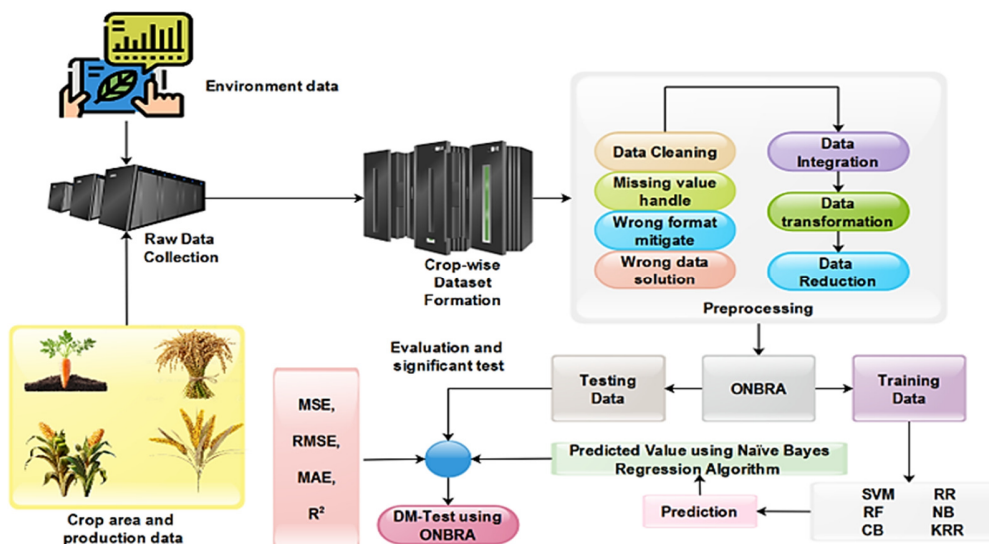 Environment data
Raw Data
Collection
Crop-wise
Dataset
Formation
Data Cleaning
Missing value
handle
Wrong format
mitigate
Wrong data
solution
Data
Integration
Data
transformation
Data
Reduction
Preprocessing
Crop area and
production data
Evaluation and
significant test
MSE,
RMSE,
MAE,
R²
Testing
Data
ONBRA
Training
Data
Predicted Value using Naïve Bayes
Regression Algorithm
Prediction
SVM RR
RF NB
CB KRR
DM-Test using
ONBRA